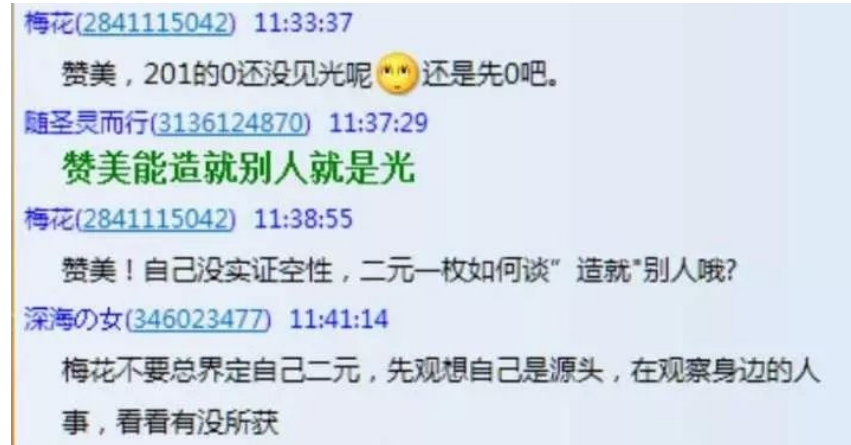 梅花(2841115042) 11:33:37
赞美，201的0还没见光呢 还是先0吧。
随圣灵而行(3136124870) 11:37:29
赞美能造就别人就是光
梅花(2841115042) 11:38:55
赞美！自己没实证空性，二元一枚如何谈”造就"别人哦?
深海の女(346023477) 11:41:14
梅花不要总界定自己二元，先观想自己是源头，在观察身边的人
事，看看有没所获